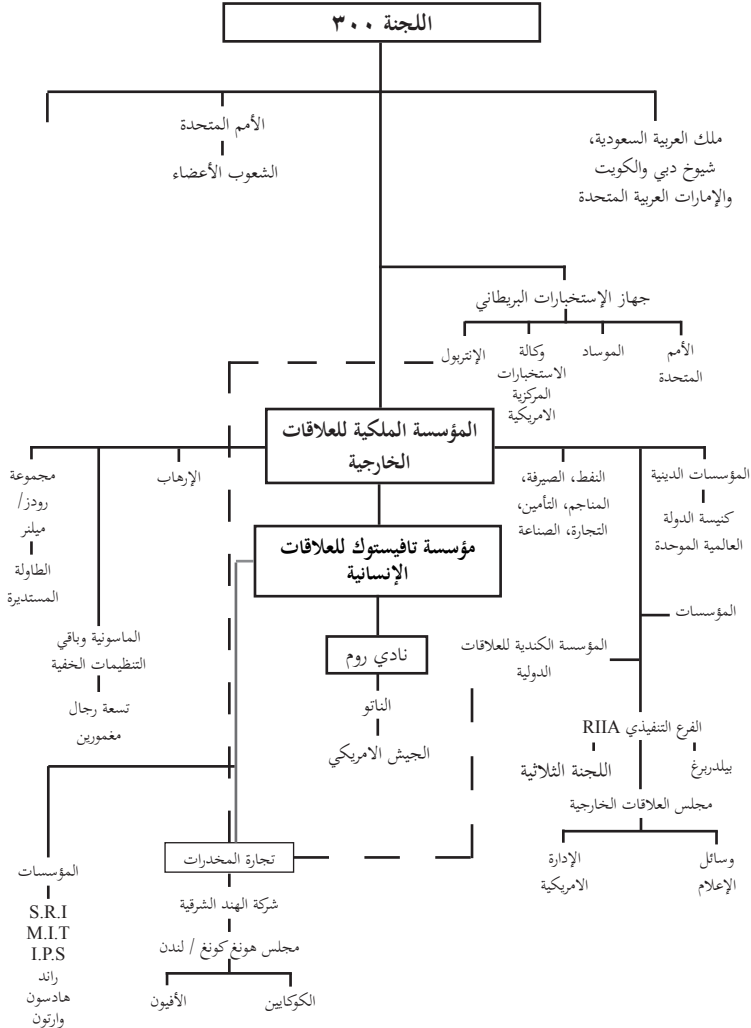 اللجنة ٣٠٠
الأمم المتحدة
الشعوب الأعضاء
ملك العربية السعودية،
شيوخ دبي والكويت
والإمارات العربية المتحدة
جهاز الإستخبارات البريطاني
الأمم
المتحدة
الموساد
وكالة
الاستخبارات
المركزية
الامريكية
الإنتربول
المؤسسة الملكية للعلاقات
الخارجية
المؤسسات الدينية
كنيسة الدولة
العالمية الموحدة
النفط، الصيرفة،
المناجم، التأمين،
التجارة، الصناعة
الإرهاب
مجموعة
رودز/
ميلنر
الطاولة
المستديرة
مؤسسة تافيستوك للعلاقات
الإنسانية
المؤسسات
المؤسسة الكندية للعلاقات
الدولية
الماسونية وباقي
التنظيمات الخفية
تسعة رجال
مغمورين
نادي روم
الناتو
الجيش الامريكي
الفرع التنفيذي RIIA
بيلدربرغ
اللجنة الثلاثية
مجلس العلاقات الخارجية
وسائل
الإعلام
الإدارة
الامريكية
تجارة المخدرات
شركة الهند الشرقية
مجلس هونغ كونغ / لندن
الكوكايين
الأفيون
المؤسسات
S.R.I
M.I.T
I.P.S
راند
هادسون
وارتون